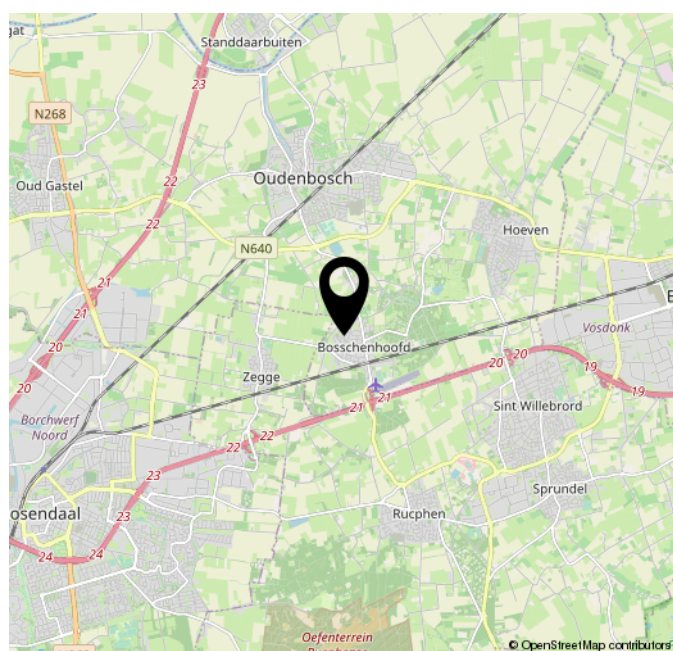 gat
Standdaarbuiten
23
N268
22
Oudenbosch
Oud Gastel
22
Hoeven
N640
21
21
Vosdonk
20
Bosschenhoofd
20
20
19
19
Zegge
21
21
Borchwerf
Noord
22
22
Sint Willebrord
23
23
Sprundel
osendaal
Rucphen
24
24
Oefenterrein
© OpenStreetMap contributors